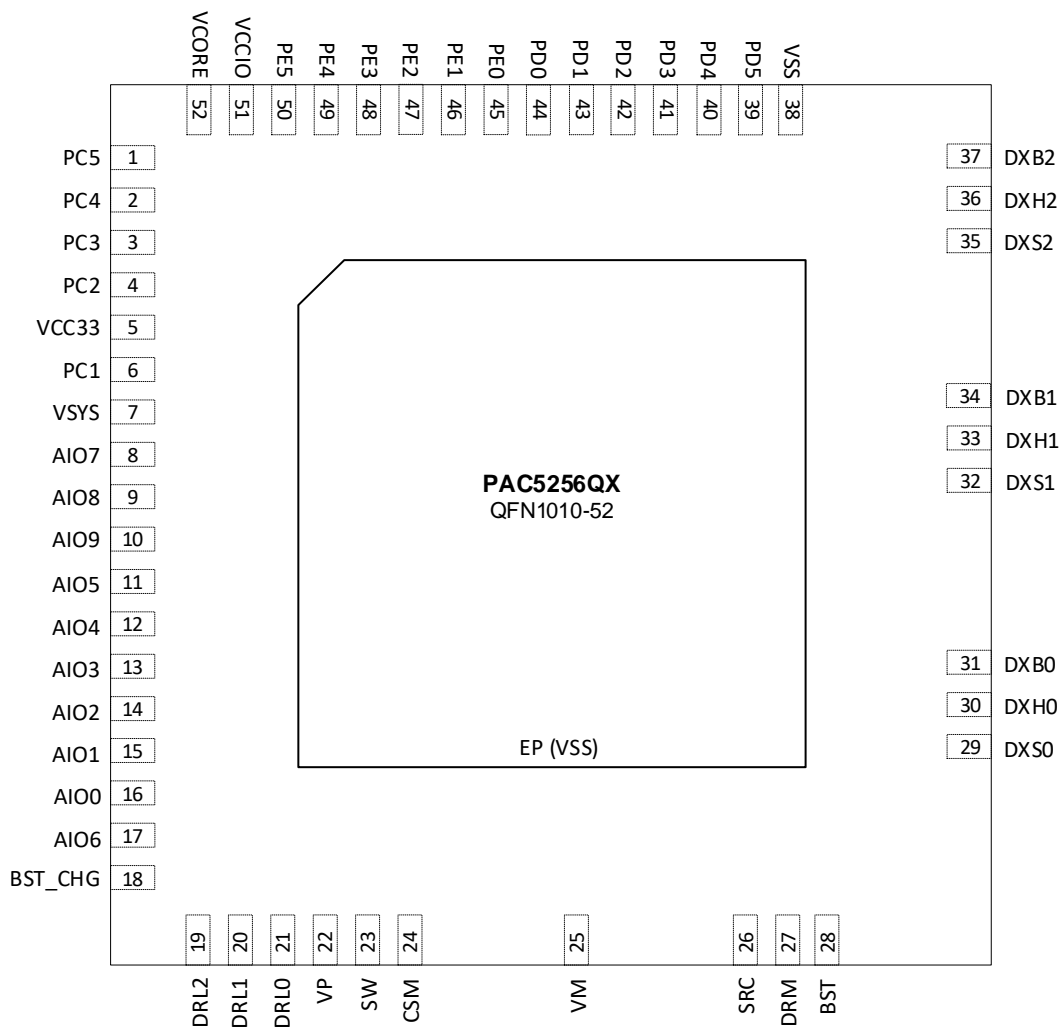 VCORE VCCIO PE5 PE4 PE3 PE2 PE1 PE0 PD0 PD1 PD2 PD3 PD4 PD5 VSS
52 51 50 49 48 47 46 45 44 43 42 41 40 39 38
PC5 1 37 DXB2
PC4 2 36 DXH2
PC3 3 35 DXS2
PC2 4
VCC33 5
PC1 6 34 DXB1
VSYS 7 33 DXH1
AIO7 8 32 DXS1
PAC5256QX
AIO8 9
QFN1010-52
AIO9 10
AIO5 11
AIO4 12
AIO3 13 31 DXB0
AIO2 14 30 DXH0
AIO1 15 EP (VSS) 29 DXS0
AIO0 16
AIO6 17
BST_CHG 18
19 20 21 22 23 24 25 26 27 28
DRL2 DRL1 DRL0 VP SW CSM VM SRC DRM BST